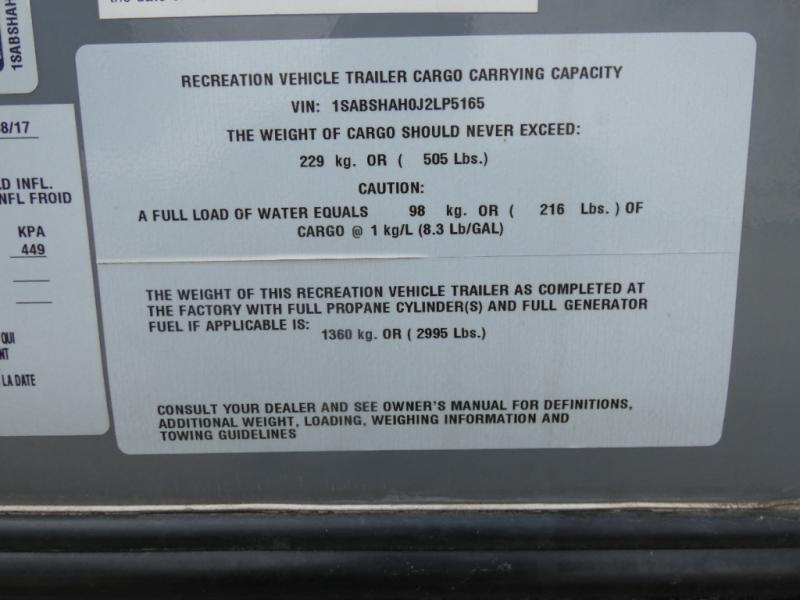 1SABSHAH
RECREATION VEHICLE TRAILER CARGO CARRYING CAPACITY
VIN: 1SABSHAH0J2LP5165
THE WEIGHT OF CARGO SHOULD NEVER EXCEED:
229 kg. OR ( 505 Lbs.)
CAUTION:
A FULL LOAD OF WATER EQUALS 98 kg. OR ( 216 Lbs. ) OF
CARGO @ 1 kg/L (8.3 Lb/GAL)
THE WEIGHT OF THIS RECREATION VEHICLE TRAILER AS COMPLETED AT
THE FACTORY WITH FULL PROPANE CYLINDER(S) AND FULL GENERATOR
FUEL IF APPLICABLE IS:
1360 kg. OR ( 2995 Lbs.)
CONSULT YOUR DEALER AND SEE OWNER'S MANUAL FOR DEFINITIONS,
ADDITIONAL WEIGHT, LOADING, WEIGHING INFORMATION AND
TOWING GUIDELINES
8/17
D INFL.
NFL FROID
KPA
449
QUI
NT
LA DATE